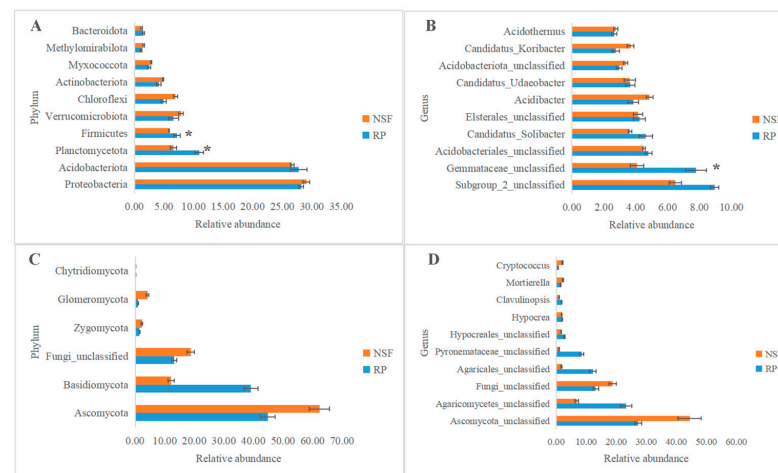 A
Bacteroidota
Methylomirabilota
Myxococcota
Actinobacteriota
Chloroflexi
Verrucomicrobiota
Firmicutes
Planctomycetota
Acidobacteriota
Proteobacteria
Phylum
*
*
NSF
RP
0.00 5.00 10.00 15.00 20.00 25.00 30.00 35.00
Relative abundance
B
Acidothermus
Candidatus_Koribacter
Acidobacteriota_unclassified
Candidatus_Udaeobacter
Acidibacter
Elsterales_unclassified
Candidatus_Solibacter
Acidobacteriales_unclassified
Gemmataceae_unclassified
Subgroup_2_unclassified
Genus
*
NSF
RP
0.00 2.00 4.00 6.00 8.00 10.00
Relative abundance
C
Chytridiomycota
Glomeromycota
Zygomycota
Fungi_unclassified
Basidiomycota
Ascomycota
Phylum
NSF
RP
0.00 10.00 20.00 30.00 40.00 50.00 60.00 70.00
Relative abundance
D
Cryptococcus
Mortierella
Clavulinopsis
Hypocrea
Hypocreales_unclassified
Pyronemataceae_unclassified
Agaricales_unclassified
Fungi_unclassified
Agaricomycetes_unclassified
Ascomycota_unclassified
Genus
NSF
RP
0.00 10.00 20.00 30.00 40.00 50.00 60.00
Relative abundance